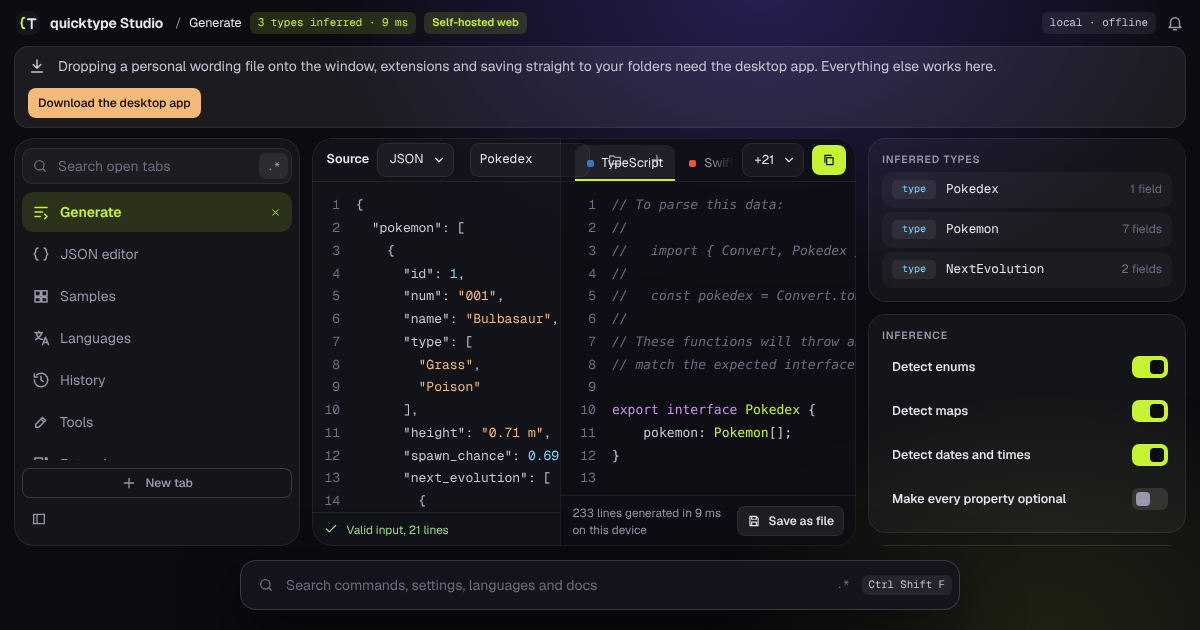 quicktype Studio / Generate 3 types inferred · 9 ms Self-hosted web local · offline
Dropping a personal wording file onto the window, extensions and saving straight to your folders need the desktop app. Everything else works here.
Download the desktop app
Search open tabs .*
Generate
JSON editor
Samples
Languages
History
Tools
New tab
Source JSON Pokedex
1 {
2 "pokemon": [
3 {
4 "id": 1,
5 "num": "001",
6 "name": "Bulbasaur",
7 "type": [
8 "Grass",
9 "Poison"
10 ],
11 "height": "0.71 m",
12 "spawn_chance": 0.69
13 "next_evolution": [
14 {
Valid input, 21 lines
TypeScript Swift +21
1 // To parse this data:
2 //
3 // import { Convert, Pokedex
4 //
5 // const pokedex = Convert.to
6 //
7 // These functions will throw a
8 // match the expected interface
9
10 export interface Pokedex {
11 pokemon: Pokemon[];
12 }
13
233 lines generated in 9 ms
on this device
Save as file
INFERRED TYPES
type Pokedex 1 field
type Pokemon 7 fields
type NextEvolution 2 fields
INFERENCE
Detect enums
Detect maps
Detect dates and times
Make every property optional
Search commands, settings, languages and docs .* Ctrl Shift F